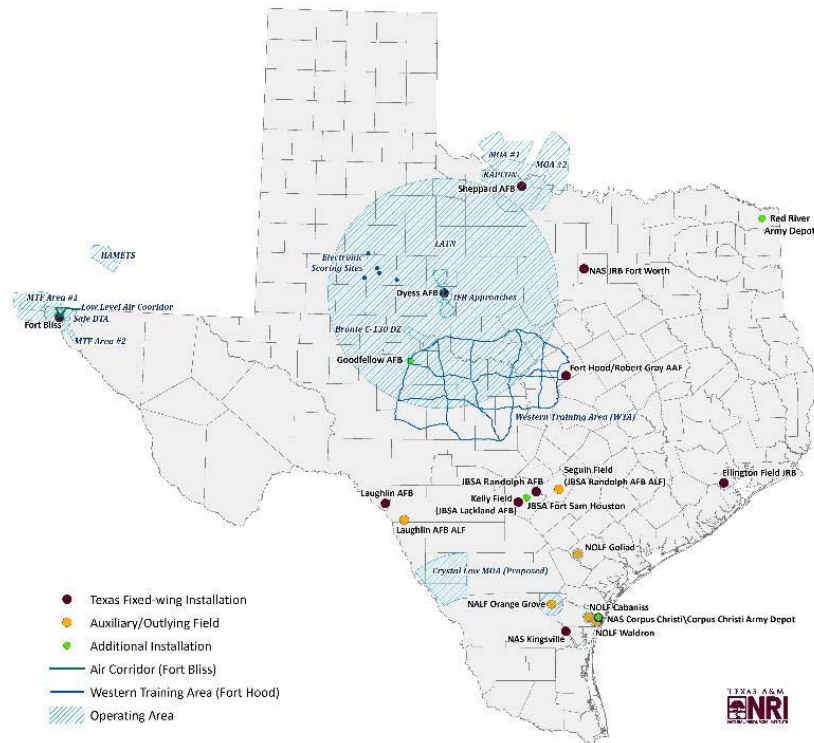 MOA #1
MOA #2
RAPCON
Sheppard AFB
Red River
Army Depot
HAMETS
LATN
Electronic
Scoring Sites
NAS JRB Fort Worth
Dyess AFB
IFR Approaches
MTF Area #1
Low Level Air Cooridor
Safe DTA
Fort Bliss
MTF Area #2
Bronte C-130 DZ
Goodfellow AFB
Fort Hood/Robert Gray AAF
Western Training Area (WTA)
Seguin Field
(JBSA Randolph AFB ALF)
JBSA Randolph AFB
Ellington Field JRB
Laughlin AFB
Kelly Field
(JBSA Lackland AFB)
JBSA Fort Sam Houston
Laughlin AFB ALF
NOLF Goliad
Crystal Low MOA (Proposed)
NALF Orange Grove
NOLF Cabaniss
NAS Corpus Christi\Corpus Christi Army Depot
NAS Kingsville
NOLF Waldron
Texas Fixed-wing Installation
Auxiliary/Outlying Field
Additional Installation
Air Corridor (Fort Bliss)
Western Training Area (Fort Hood)
Operating Area
TEXAS A&M
NRI
NATURAL RESOURCES INSTITUTE